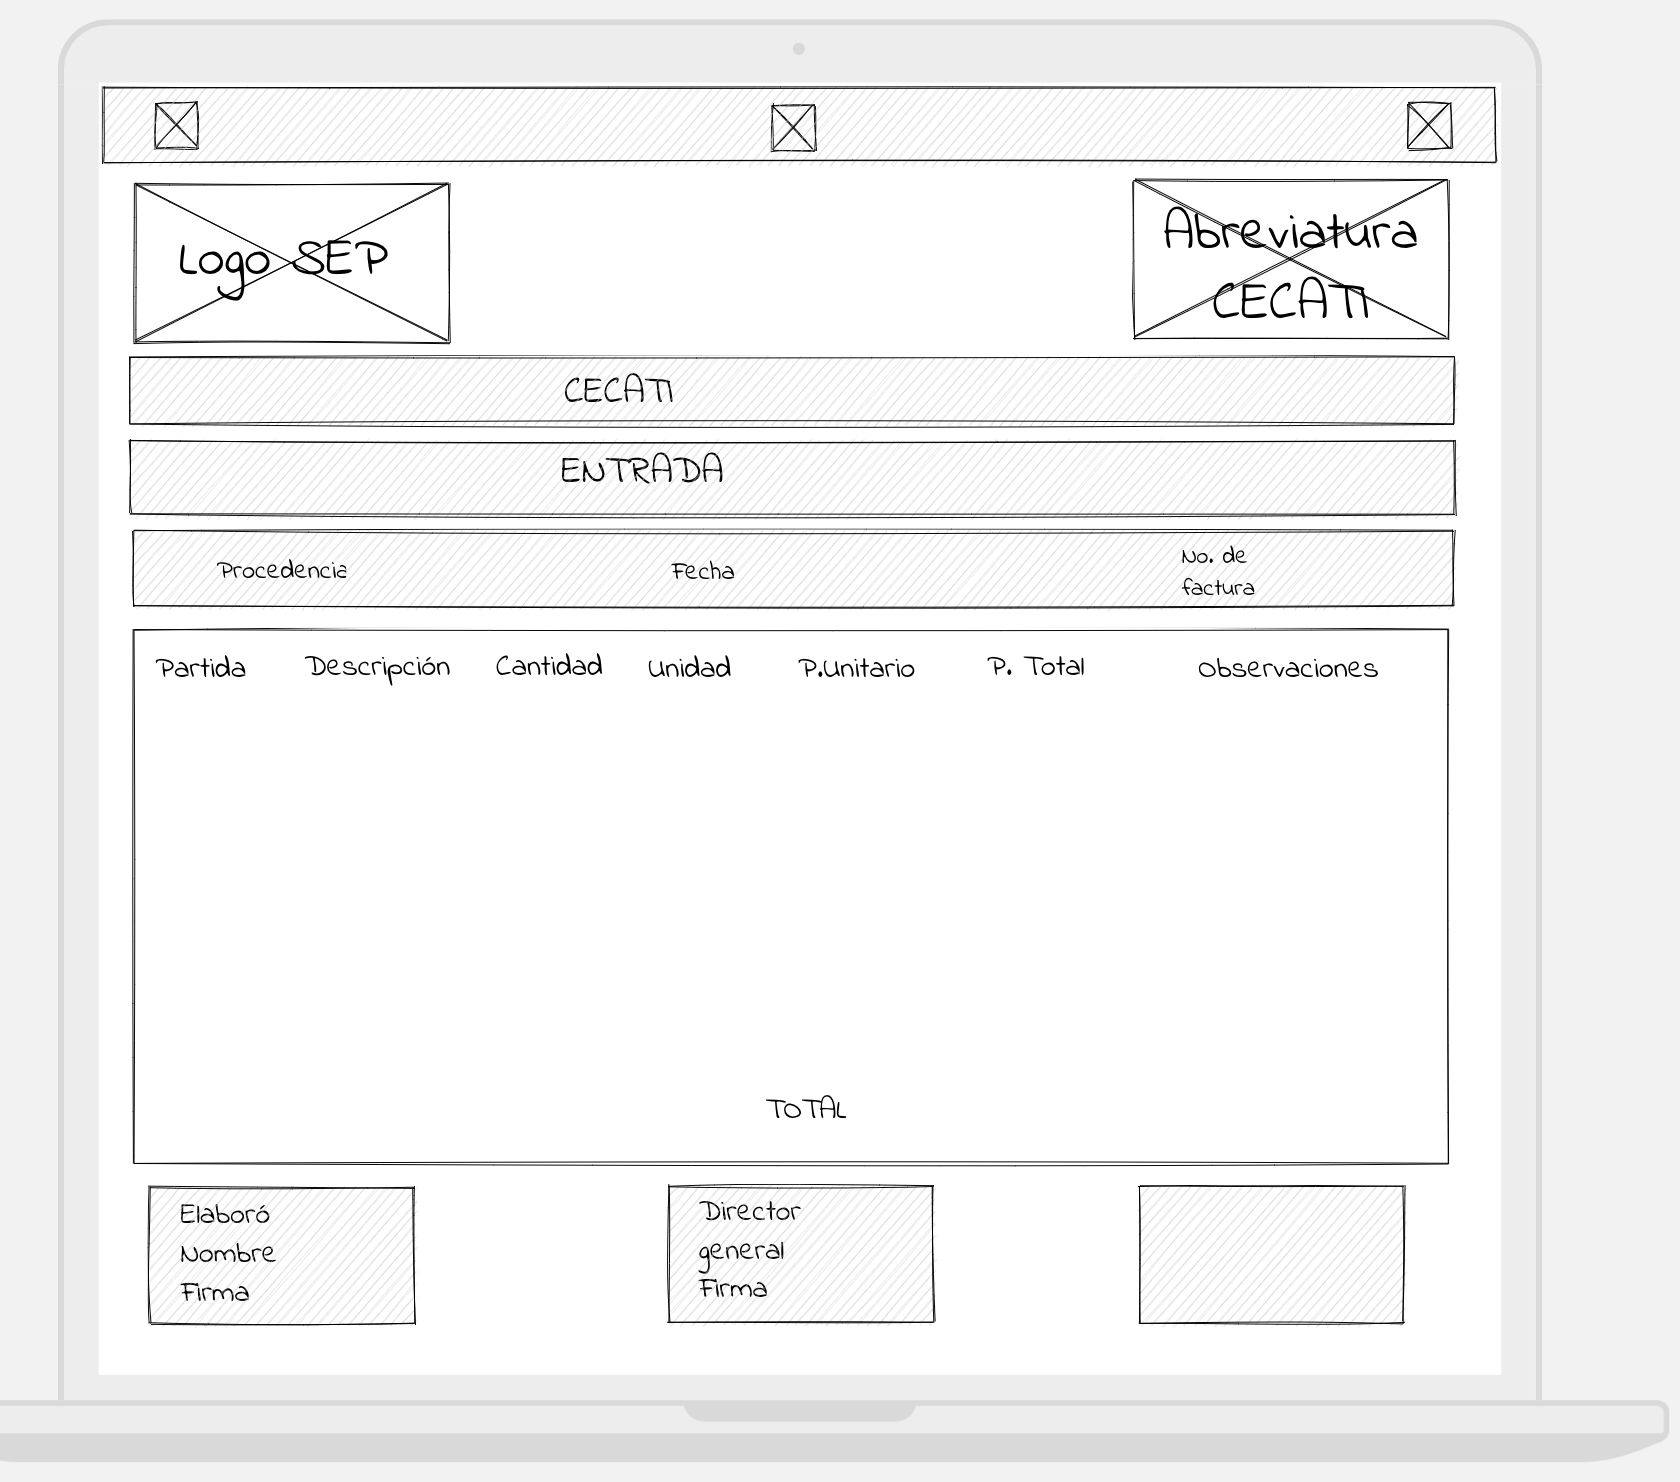 Logo SEP
Abreviatura
CECATI
CECATI
ENTRADA
Procedencia
Fecha
No. de
factura
Partida
Descripción
Cantidad
Unidad
P.Unitario
P. Total
Observaciones
TOTAL
Elaboró
Nombre
Firma
Director
general
Firma